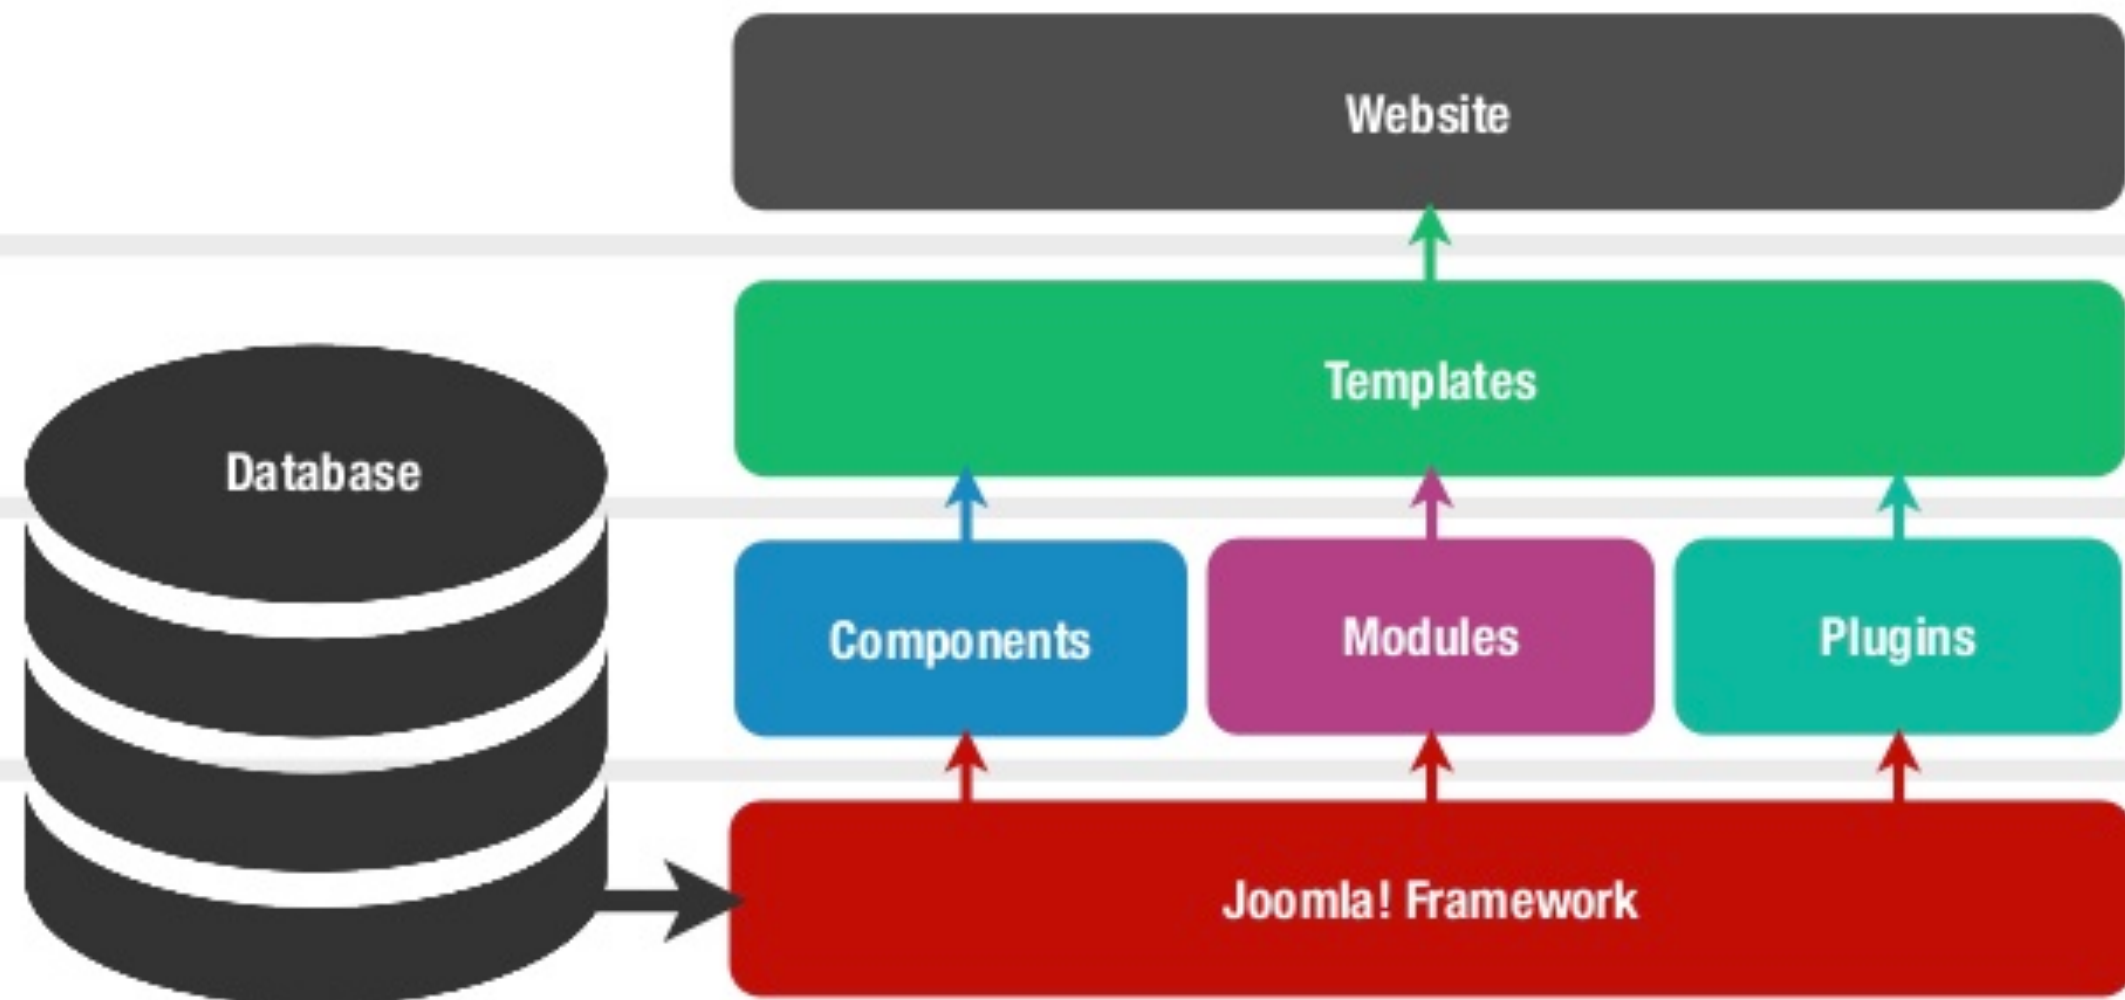 Website
Templates
Database
Components
Modules
Plugins
Joomla! Framework